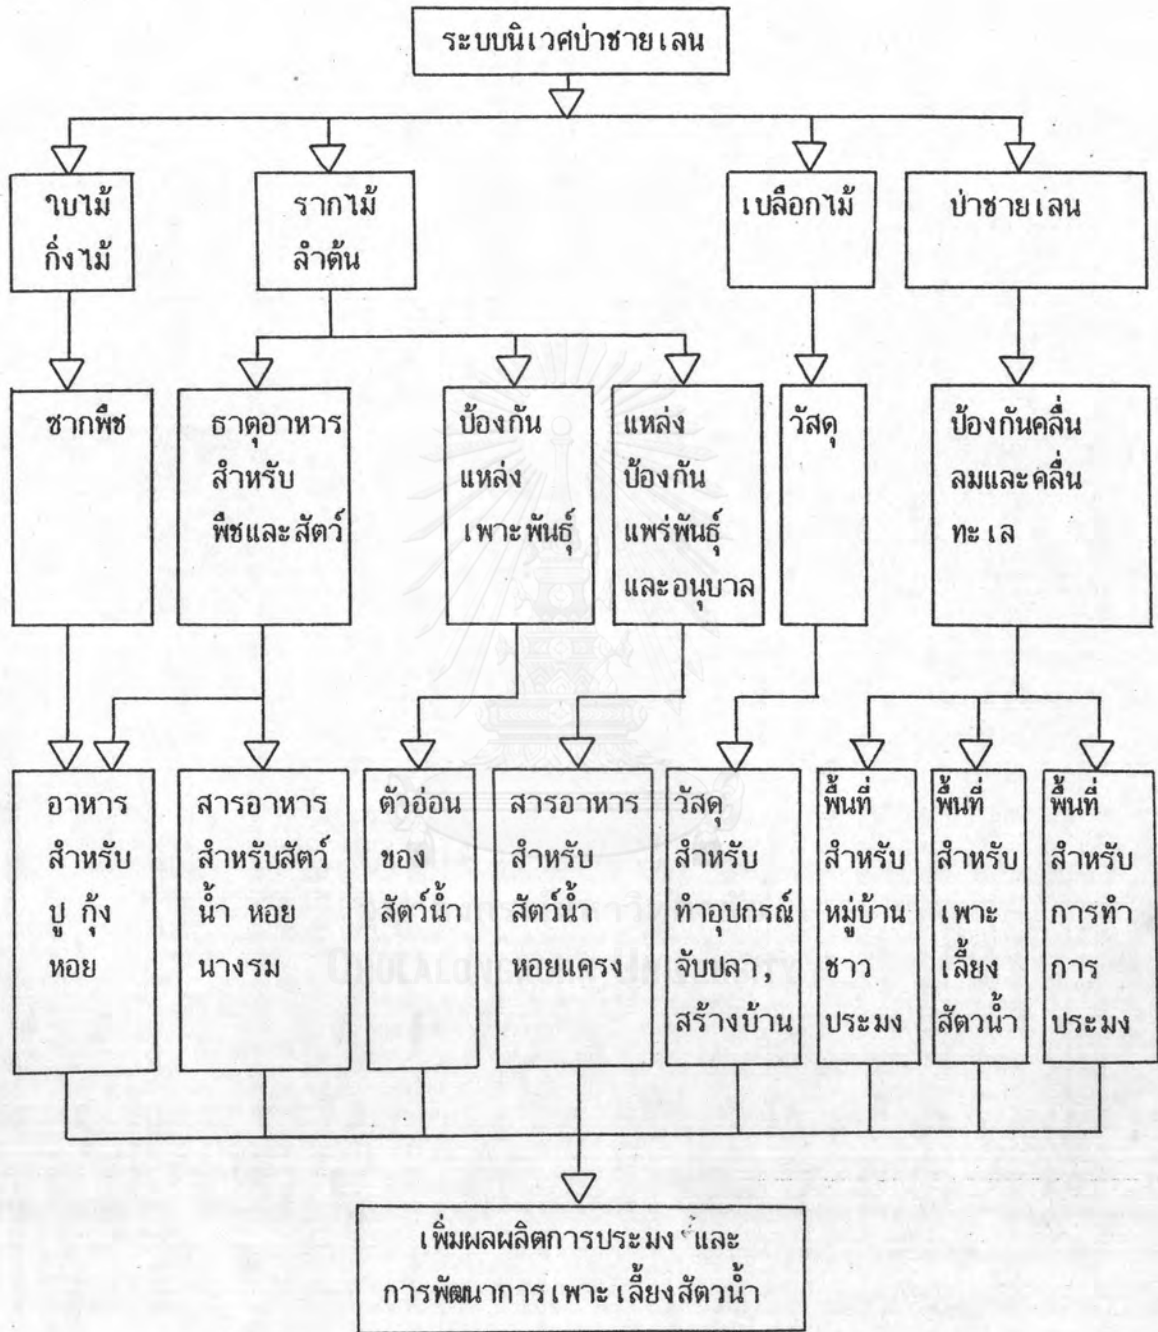 ระบบนิเวศป่าชายเลน
ใบไม้
กิ่งไม้
รากไม้
ลำต้น
เปลือกไม้
ป่าชายเลน
ซากพืช
ธาตุอาหาร
สำหรับ
พืชและสัตว์
ป้องกัน
แหล่ง
เพาะพันธุ์
แหล่ง
ป้องกัน
แพร่พันธุ์
และอนุบาล
วัสดุ
ป้องกันคลื่น
ลมและคลื่น
ทะเล
อาหาร
สำหรับ
ปู กุ้ง
หอย
สารอาหาร
สำหรับสัตว์
น้ำ หอย
นางรม
ตัวอ่อน
ของ
สัตว์น้ำ
สารอาหาร
สำหรับ
สัตว์น้ำ
หอยแครง
วัสดุ
สำหรับ
ทำอุปกรณ์
จับปลา,
สร้างบ้าน
พื้นที่
สำหรับ
หมู่บ้าน
ชาว
ประมง
พื้นที่
สำหรับ
เพาะ
เลี้ยง
สัตวน้ำ
พื้นที่
สำหรับ
การทำ
การ
ประมง
CHULALONGKORN UNIVERSITY
เพิ่มผลผลิตการประมง และ
การพัฒนาการเพาะเลี้ยงสัตวน้ำ